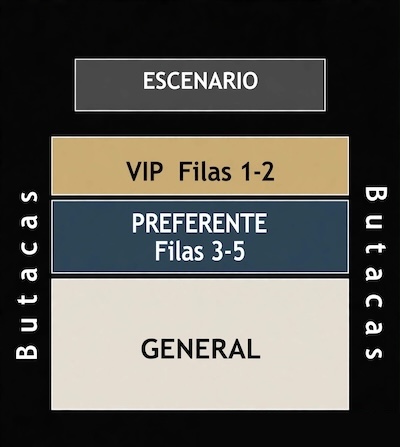 ESCENARIO
VIP Filas 1-2
PREFERENTE
Filas 3-5
GENERAL
Butacas
Butacas